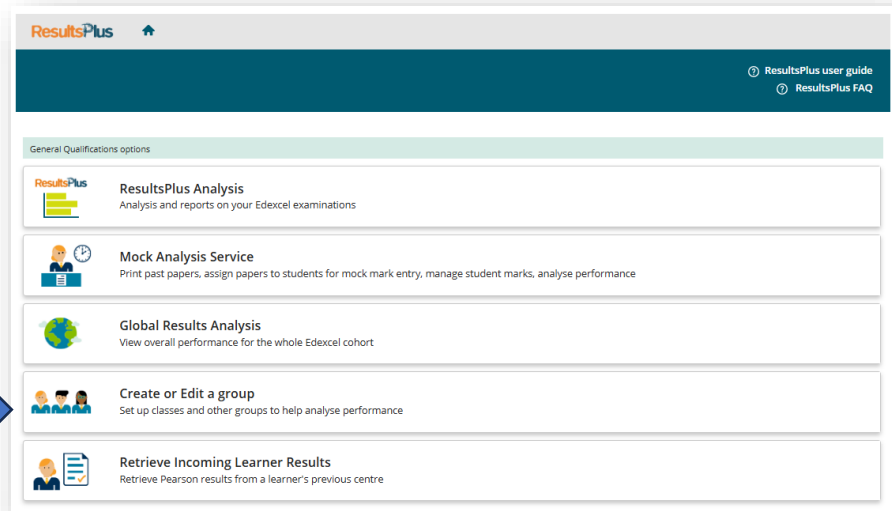 ResultsPlus
ResultsPlus user guide
ResultsPlus FAQ
General Qualifications options
ResultsPlus
ResultsPlus Analysis
Analysis and reports on your Edexcel examinations
Mock Analysis Service
Print past papers, assign papers to students for mock mark entry, manage student marks, analyse performance
Global Results Analysis
View overall performance for the whole Edexcel cohort
Create or Edit a group
Set up classes and other groups to help analyse performance
Retrieve Incoming Learner Results
Retrieve Pearson results from a learner's previous centre